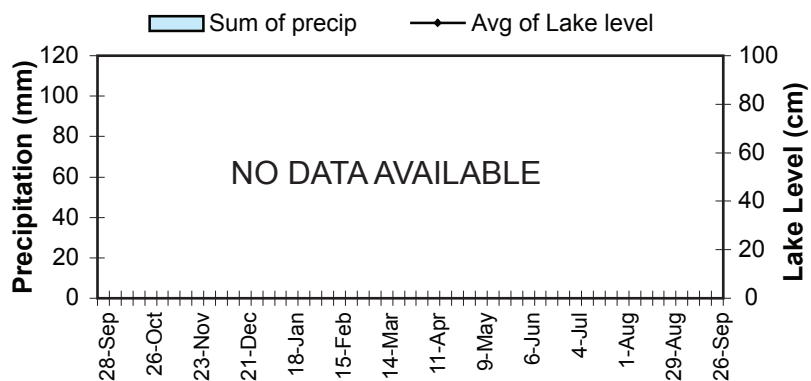 Sum of precip
Avg of Lake level
Precipitation (mm)
120
100
80
60
40
20
0
NO DATA AVAILABLE
100
80
60
40
20
0
Lake Level (cm)
28-Sep
26-Oct
23-Nov
21-Dec
18-Jan
15-Feb
14-Mar
11-Apr
9-May
6-Jun
4-Jul
1-Aug
29-Aug
26-Sep